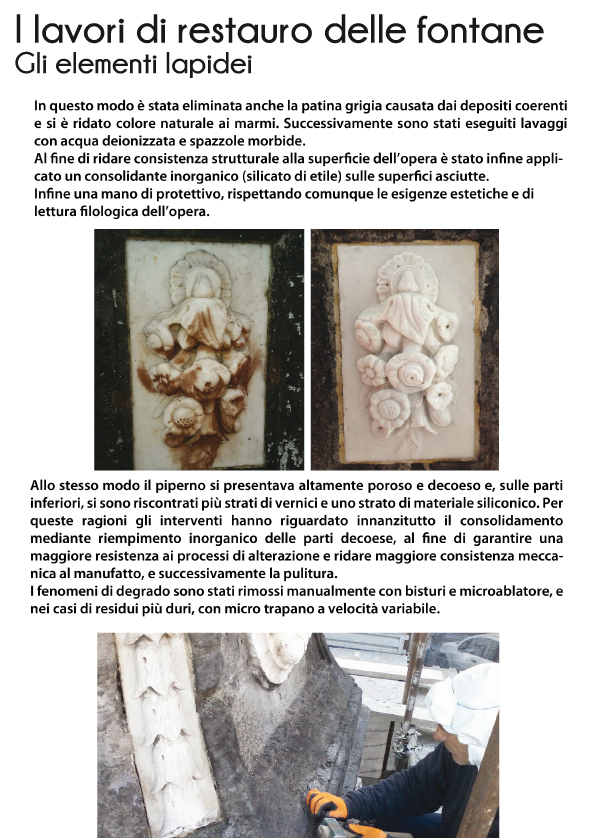 I lavori di restauro delle fontane
Gli elementi lapidei
In questo modo è stata eliminata anche la patina grigia causata dai depositi coerenti
e si è ridato colore naturale ai marmi. Successivamente sono stati eseguiti lavaggi
con acqua deionizzata e spazzole morbide.
Al fine di ridare consistenza strutturale alla superficie dell’opera è stato infine appli-
cato un consolidante inorganico (silicato di etile) sulle superfici asciutte.
Infine una mano di protettivo, rispettando comunque le esigenze estetiche e di
lettura filologica dell’opera.
Allo stesso modo il piperno si presentava altamente poroso e decoeso e, sulle parti
inferiori, si sono riscontrati più strati di vernici e uno strato di materiale siliconico. Per
queste ragioni gli interventi hanno riguardato innanzitutto il consolidamento
mediante riempimento inorganico delle parti decoese, al fine di garantire una
maggiore resistenza ai processi di alterazione e ridare maggiore consistenza mecca-
nica al manufatto, e successivamente la pulitura.
I fenomeni di degrado sono stati rimossi manualmente con bisturi e microablatore, e
nei casi di residui più duri, con micro trapano a velocità variabile.